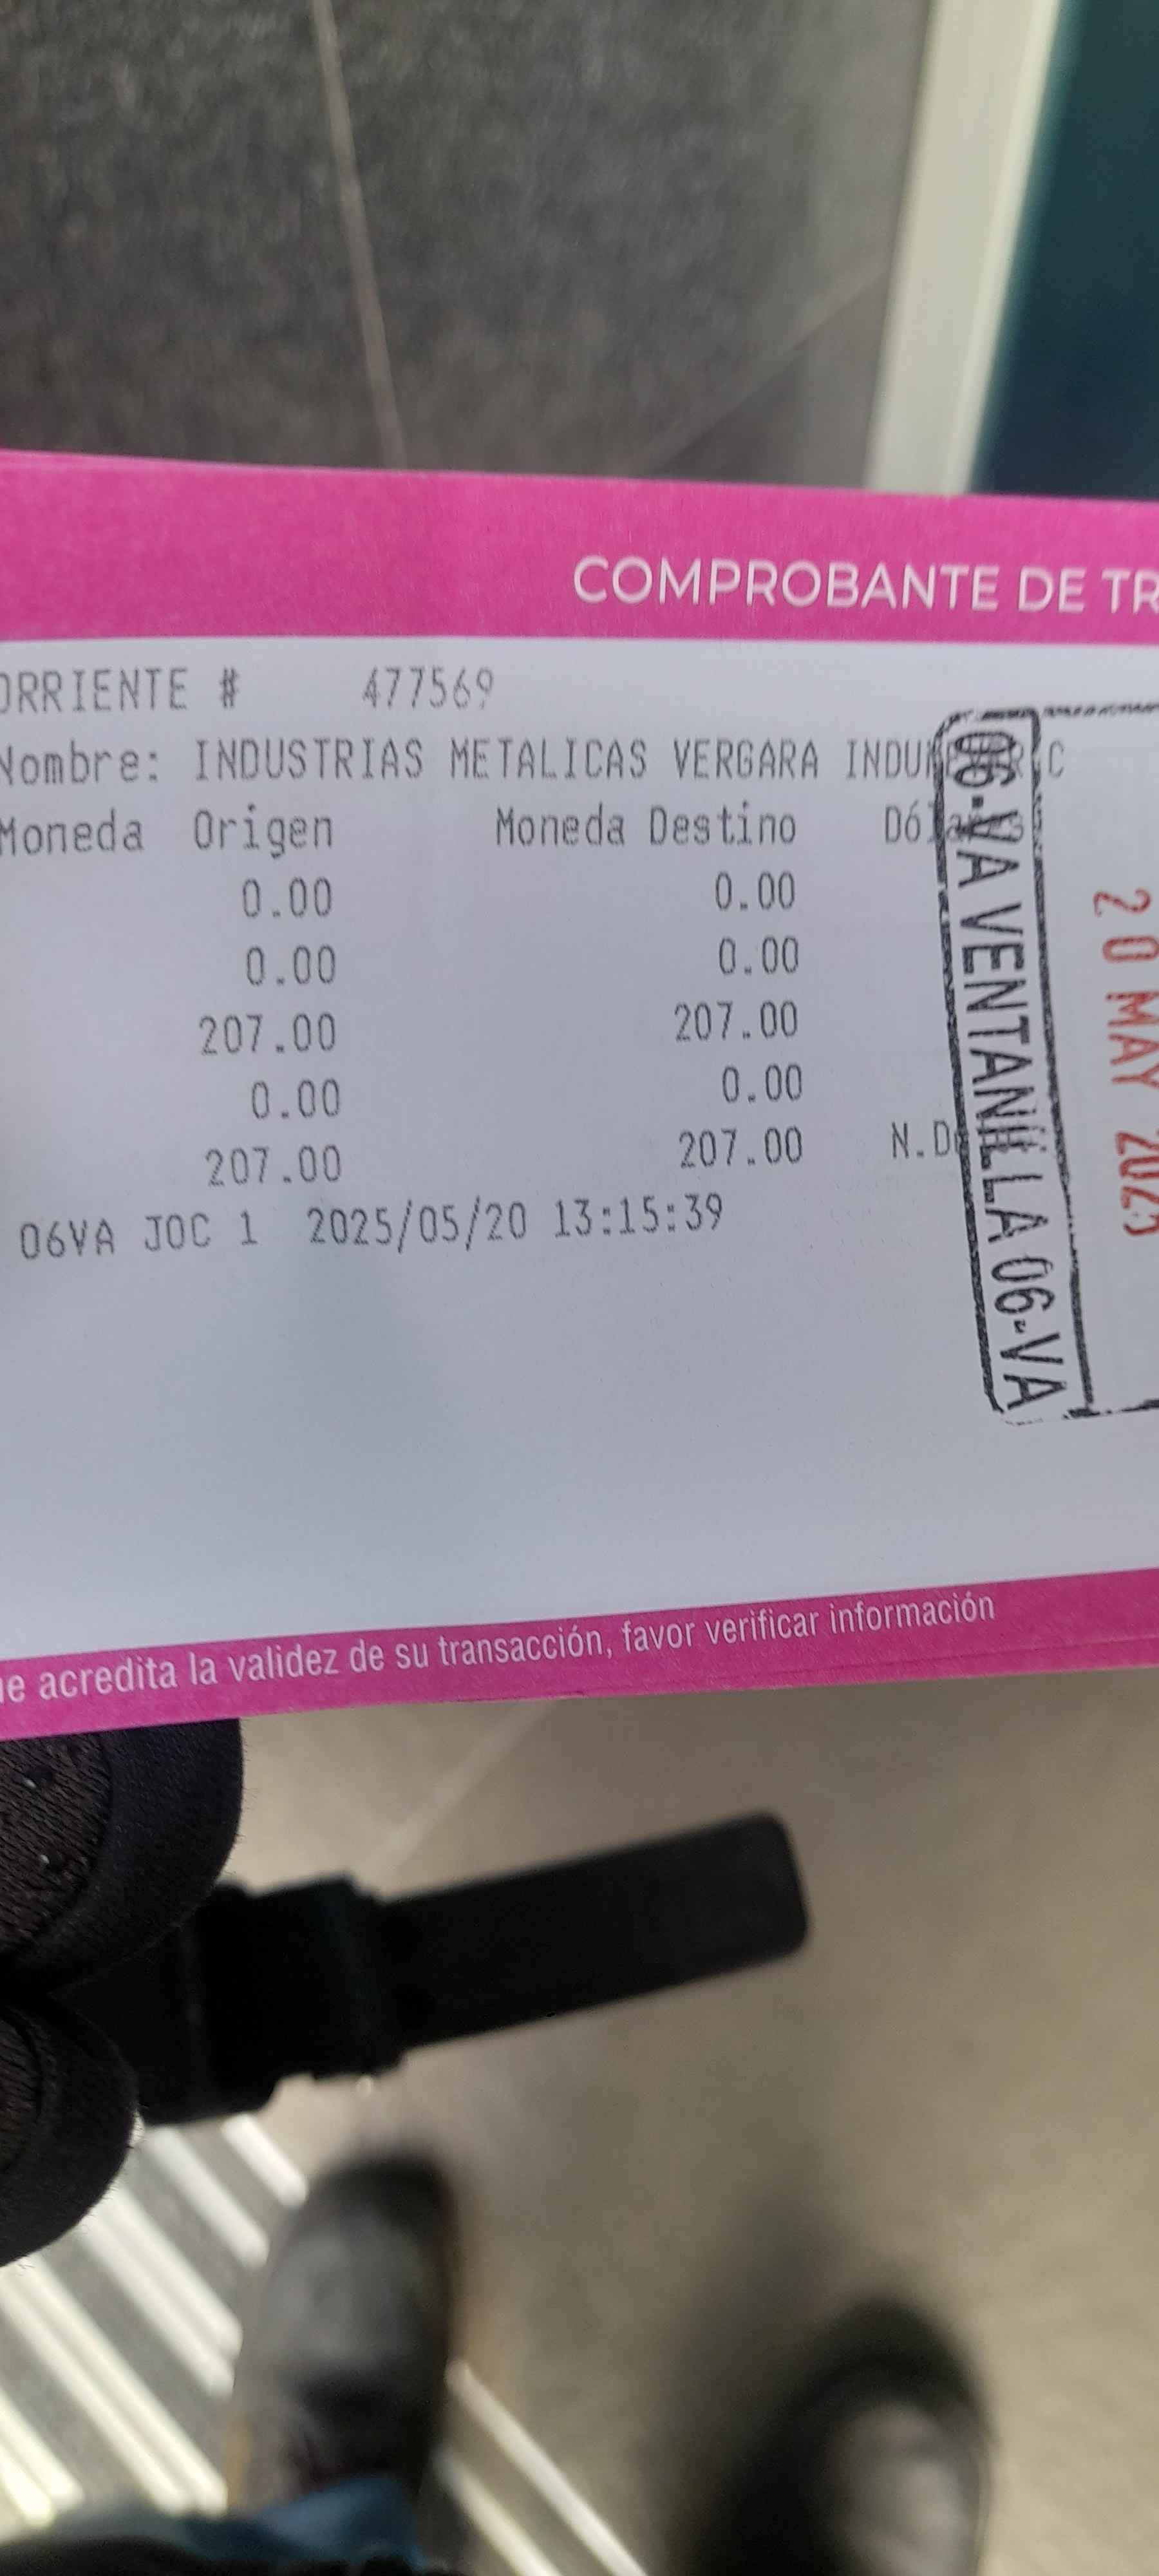 COMPROBANTE DE TR
ORRIENTE # 477569
Nombre: INDUSTRIAS METALICAS VERGARA
Moneda Origen Moneda Destino
0.00 0.00
0.00 0.00
207.00 207.00
0.00 0.00
207.00 207.00
06VA JOC 1 2025/05/20 13:15:39
06-VA VENTANILLA 06-VA
20 MAY 2025
ue acredita la validez de su transacción, favor verificar información